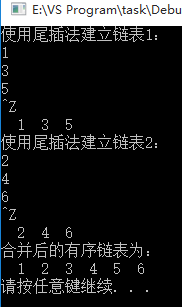 E:\VS Program\task\Debu
使用尾插法建立链表1：
1
3
5
^Z
1 3 5
使用尾插法建立链表2：
2
4
6
^Z
2 4 6
合并后的有序链表为：
1 2 3 4 5 6
请按任意键继续. . .